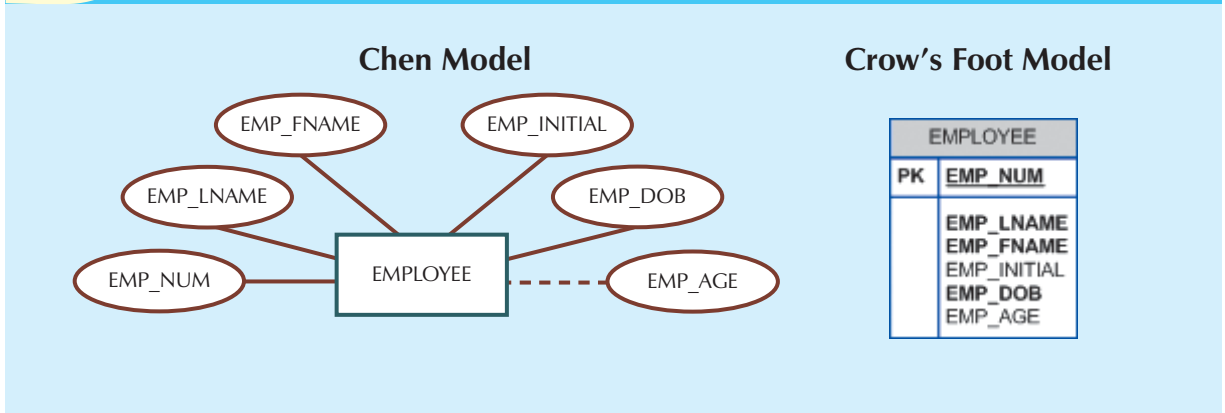 Chen Model
EMP_FNAME
EMP_INITIAL
EMP_LNAME
EMP_DOB
EMP_NUM
EMPLOYEE
EMP_AGE
Crow's Foot Model
EMPLOYEE
PK EMP_NUM
EMP_LNAME
EMP_FNAME
EMP_INITIAL
EMP_DOB
EMP_AGE